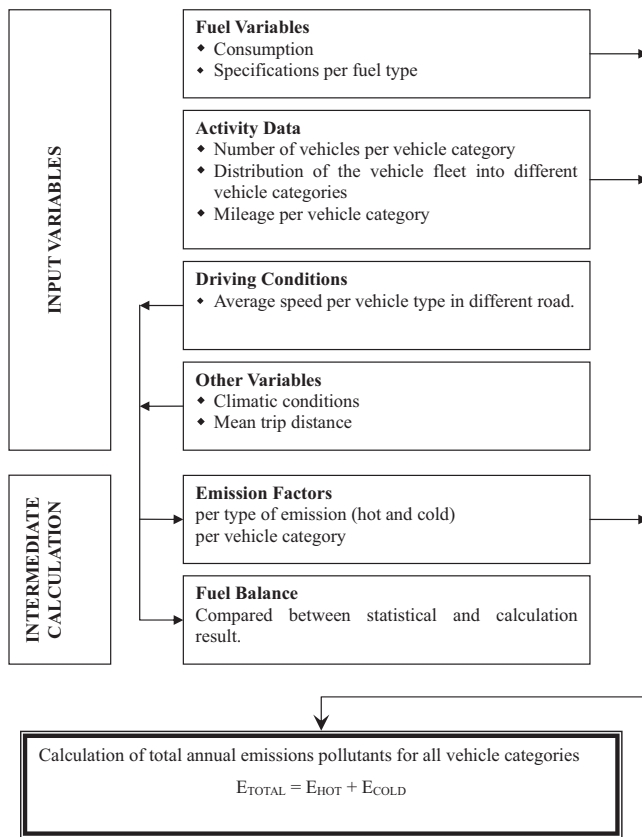 INPUT VARIABLES
Fuel Variables
◆ Consumption
◆ Specifications per fuel type
Activity Data
◆ Number of vehicles per vehicle category
◆ Distribution of the vehicle fleet into different
vehicle categories
◆ Mileage per vehicle category
Driving Conditions
◆ Average speed per vehicle type in different road.
Other Variables
◆ Climatic conditions
◆ Mean trip distance
INTERMEDIATE
CALCULATION
Emission Factors
per type of emission (hot and cold)
per vehicle category
Fuel Balance
Compared between statistical and calculation
result.
Calculation of total annual emissions pollutants for all vehicle categories
E_TOTAL = E_HOT + E_COLD